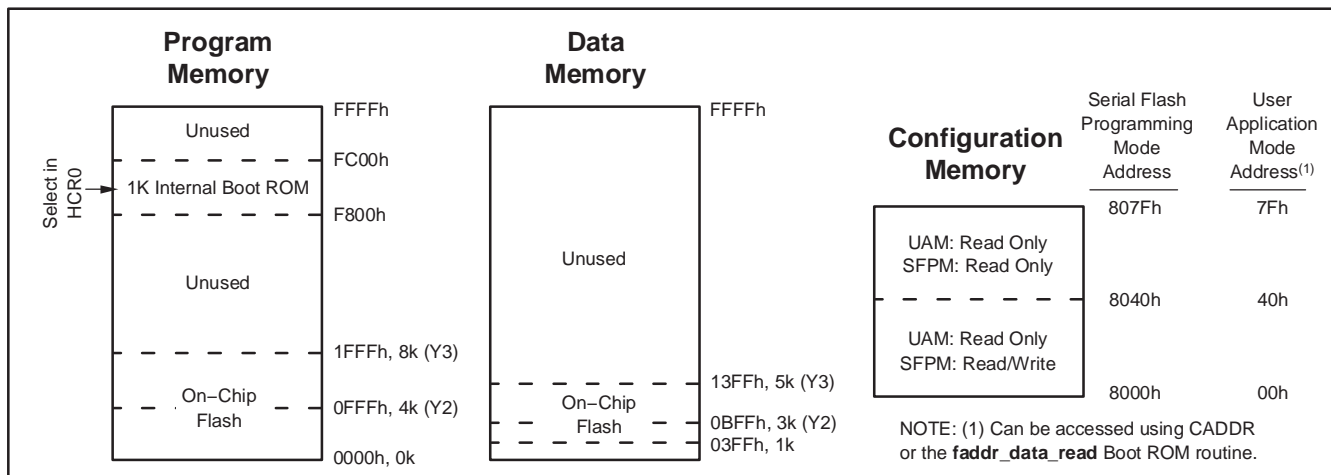 Program
Memory
FFFFh
Unused
FC00h
Select in
HCR0
1K Internal Boot ROM
F800h
Unused
1FFFh, 8k (Y3)
On−Chip
Flash
0FFFh, 4k (Y2)
0000h, 0k
Data
Memory
FFFFh
Unused
13FFh, 5k (Y3)
On−Chip
Flash
0BFFh, 3k (Y2)
03FFh, 1k
Configuration
Memory
Serial Flash
Programming
Mode
Address
User
Application
Mode
Address(1)
807Fh
7Fh
UAM: Read Only
SFPM: Read Only
8040h
40h
UAM: Read Only
SFPM: Read/Write
8000h
00h
NOTE: (1) Can be accessed using CADDR
or the faddr_data_read Boot ROM routine.